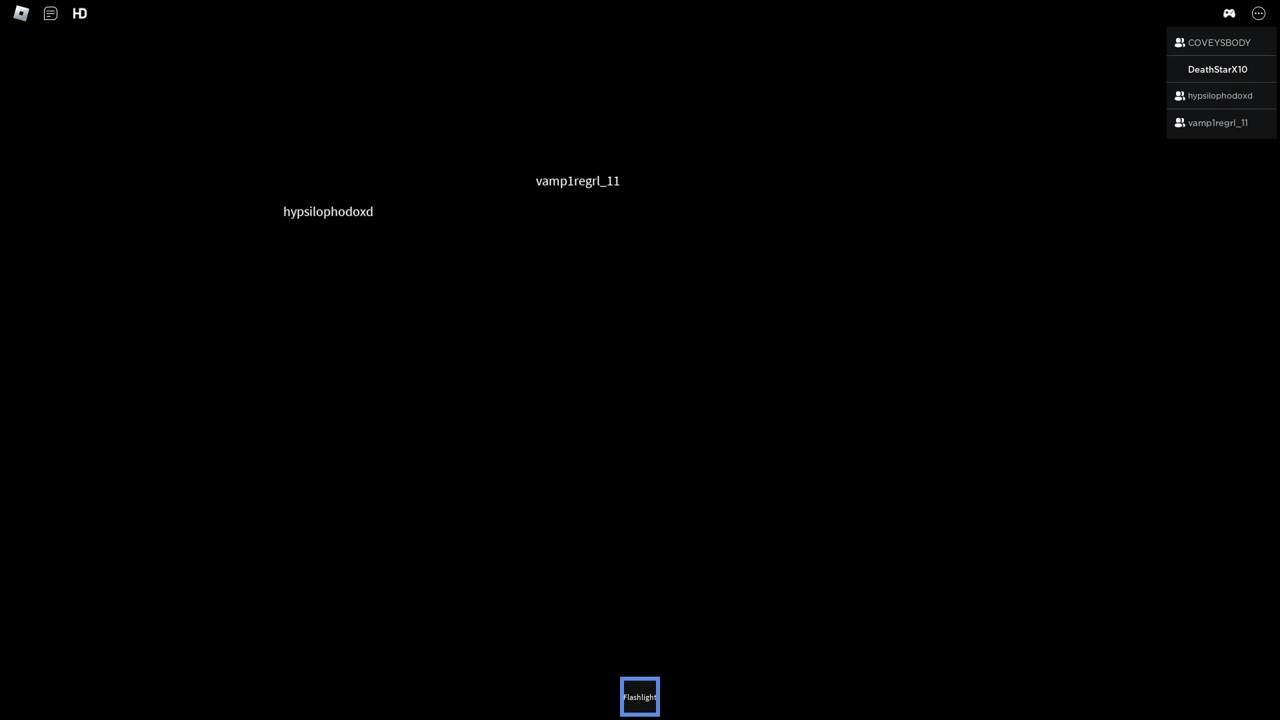 HD
COVEYSBODY
DeathStarX10
hypsilophodoxd
vamp1regrl_11
vamp1regrl_11
hypsilophodoxd
Flashlight